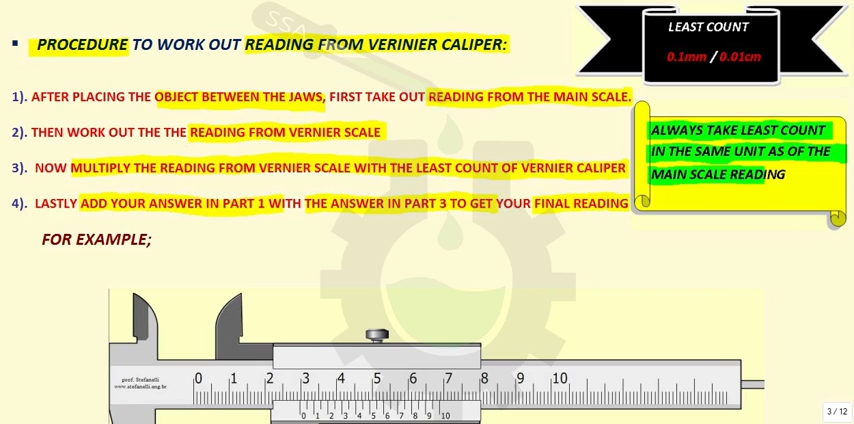 SSA
LEAST COUNT
0.1mm / 0.01cm
▪ PROCEDURE TO WORK OUT READING FROM VERINIER CALIPER:
1). AFTER PLACING THE OBJECT BETWEEN THE JAWS, FIRST TAKE OUT READING FROM THE MAIN SCALE.
2). THEN WORK OUT THE THE READING FROM VERNIER SCALE
3). NOW MULTIPLY THE READING FROM VERNIER SCALE WITH THE LEAST COUNT OF VERNIER CALIPER
4). LASTLY ADD YOUR ANSWER IN PART 1 WITH THE ANSWER IN PART 3 TO GET YOUR FINAL READING
ALWAYS TAKE LEAST COUNT
IN THE SAME UNIT AS OF THE
MAIN SCALE READING
FOR EXAMPLE;
prof. Stefanelli
www.stefanelli.eng.br
0 1 2 3 4 5 6 7 8 9 10
0 1 2 3 4 5 6 7 8 9 10
3 / 12